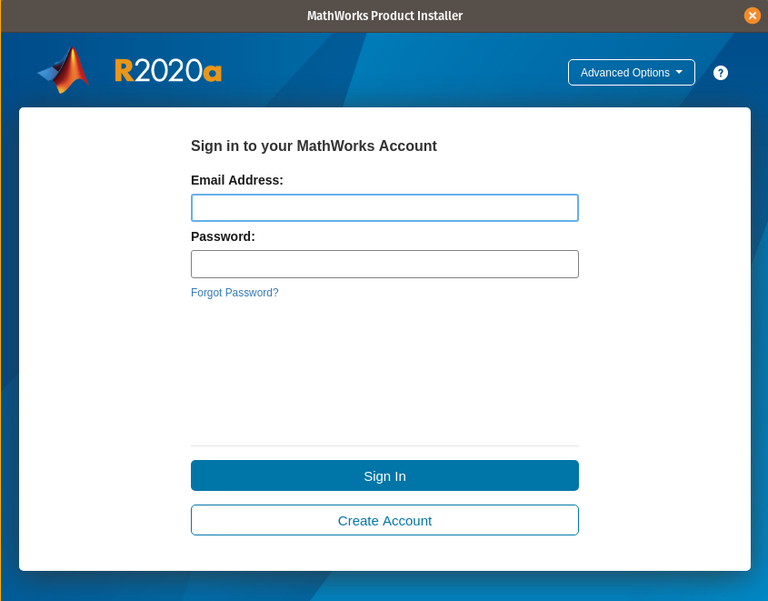 MathWorks Product Installer
R2020a
Advanced Options
?
Sign in to your MathWorks Account
Email Address:
Password:
Forgot Password?
Sign In
Create Account